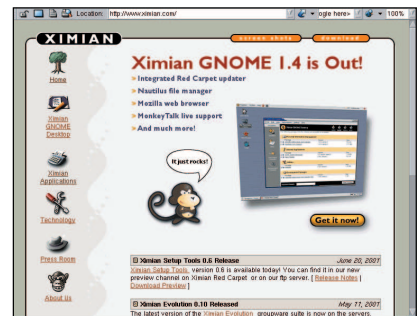 Location: http://www.ximian.com/
ogle here>
100%
XIMIAN
screen shots
download
Ximian GNOME 1.4 is Out!
» Integrated Red Carpet updater
» Nautilus file manager
» Mozilla web browser
» MonkeyTalk live support
» And much more!
It just rocks!
Get it now!
Home
Ximian
GNOME
Desktop
Ximian
Applications
Technology
Press Room
About Us
Ximian Setup Tools 0.6 Release June 20, 2001
Ximian Setup Tools, version 0.6 is available today! You can find it in our new
preview channel on Ximian Red Carpet or on our ftp server. [ Release Notes |
Download Preview ]
Ximian Evolution 0.10 Released May 11, 2001
The latest version of the Ximian Evolution groupware suite is now on the servers.